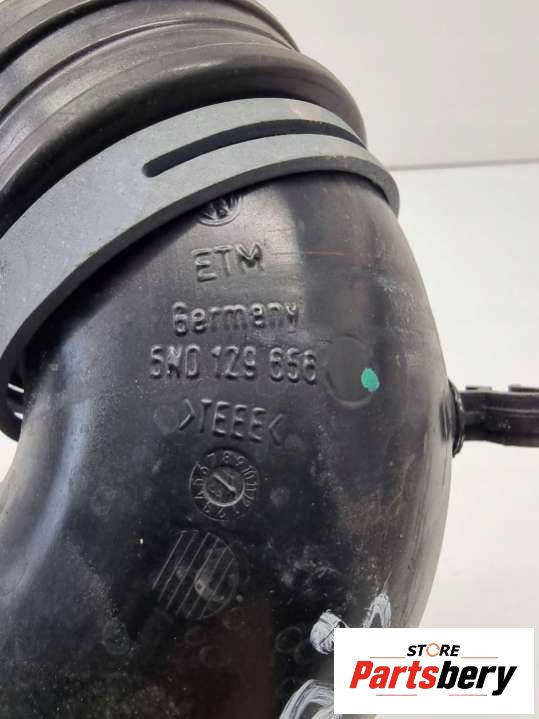 ETM
Germany
5N0 129 656
>TEEE<
STORE
Partsbery